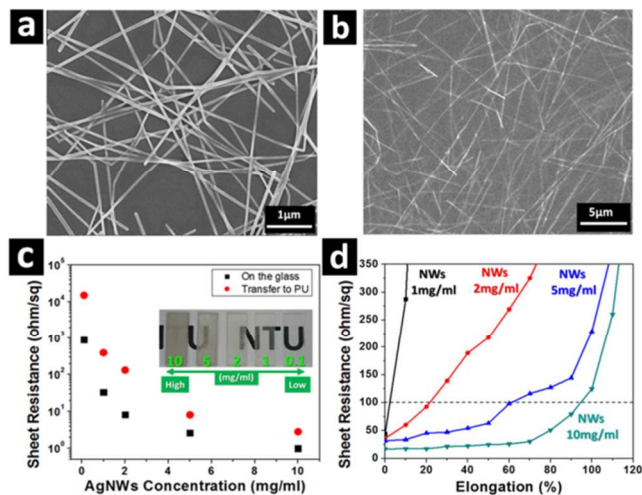 a
1μm
b
5μm
c
Sheet Resistance (ohm/sq)
10⁶
10⁵
10⁴
10³
10²
10¹
10⁰
On the glass
Transfer to PU
U NTU
10 5 2 1 0.1
(mg/ml)
High
Low
0 2 4 6 8 10
AgNWs Concentration (mg/ml)
d
Sheet Resistance (ohm/sq)
350
300
250
200
150
100
50
0
NWs
1mg/ml
NWs
2mg/ml
NWs
5mg/ml
NWs
10mg/ml
0 20 40 60 80 100 120
Elongation (%)